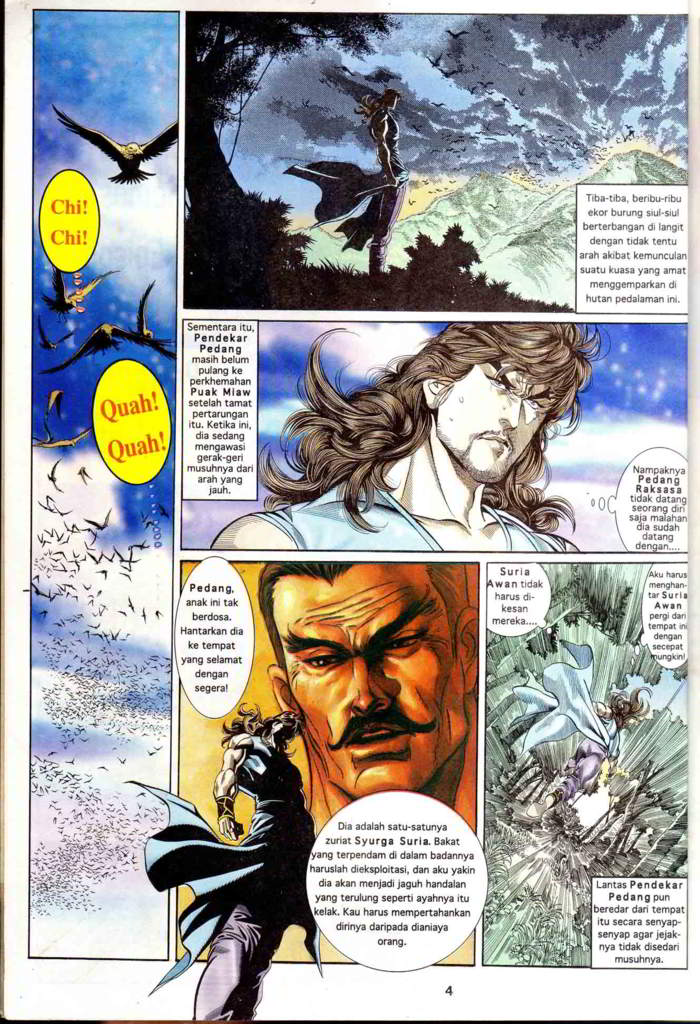 Chi!
Chi!
Quah!
Quah!
Tiba-tiba, beribu-ribu
ekor burung siul-siul
berterbangan di langit
dengan tidak tentu
arah akibat kemunculan
suatu kuasa yang amat
menggemparkan di
hutan pedalaman ini.
Sementara itu,
Pendekar
Pedang
masih belum
pulang ke
perkhemahan
Puak Miaw
setelah tamat
pertarungan
itu. Ketika ini,
dia sedang
mengawasi
gerak-geri
musuhnya dari
arah yang
jauh.
Nampaknya
Pedang
Raksasa
tidak datang
seorang diri
saja malahan
dia sudah
datang
dengan....
Pedang,
anak ini tak
berdosa.
Hantarkan dia
ke tempat
yang selamat
dengan
segera!
Dia adalah satu-satunya
zuriat Syurga Suria. Bakat
yang terpendam di dalam badannya
haruslah dieksploitasi, dan aku yakin
dia akan menjadi jaguh handalan
yang terulung seperti ayahnya itu
kelak. Kau harus mempertahankan
dirinya daripada dianiaya
orang.
Suria
Awan tidak
harus di-
kesan
mereka....
Aku harus
menghan-
tar Suria
Awan
pergi dari
tempat ini
dengan
secepat
mungkin!
Lantas Pendekar
Pedang pun
beredar dari tempat
itu secara senyap-
senyap agar jejak-
nya tidak disedari
musuhnya.
4